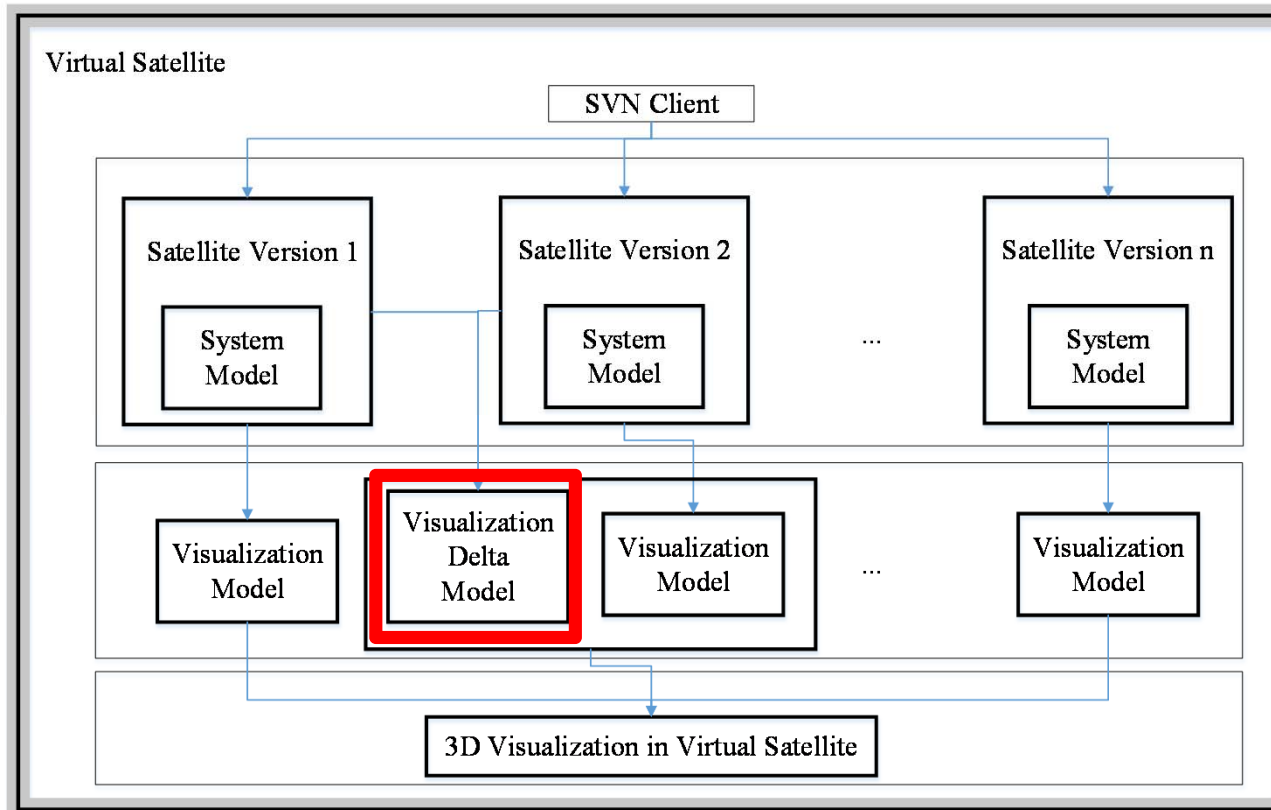 Virtual Satellite
SVN Client
Satellite Version 1
System
Model
Satellite Version 2
System
Model
...
Satellite Version n
System
Model
Visualization
Model
Visualization
Delta
Model
Visualization
Model
...
Visualization
Model
3D Visualization in Virtual Satellite